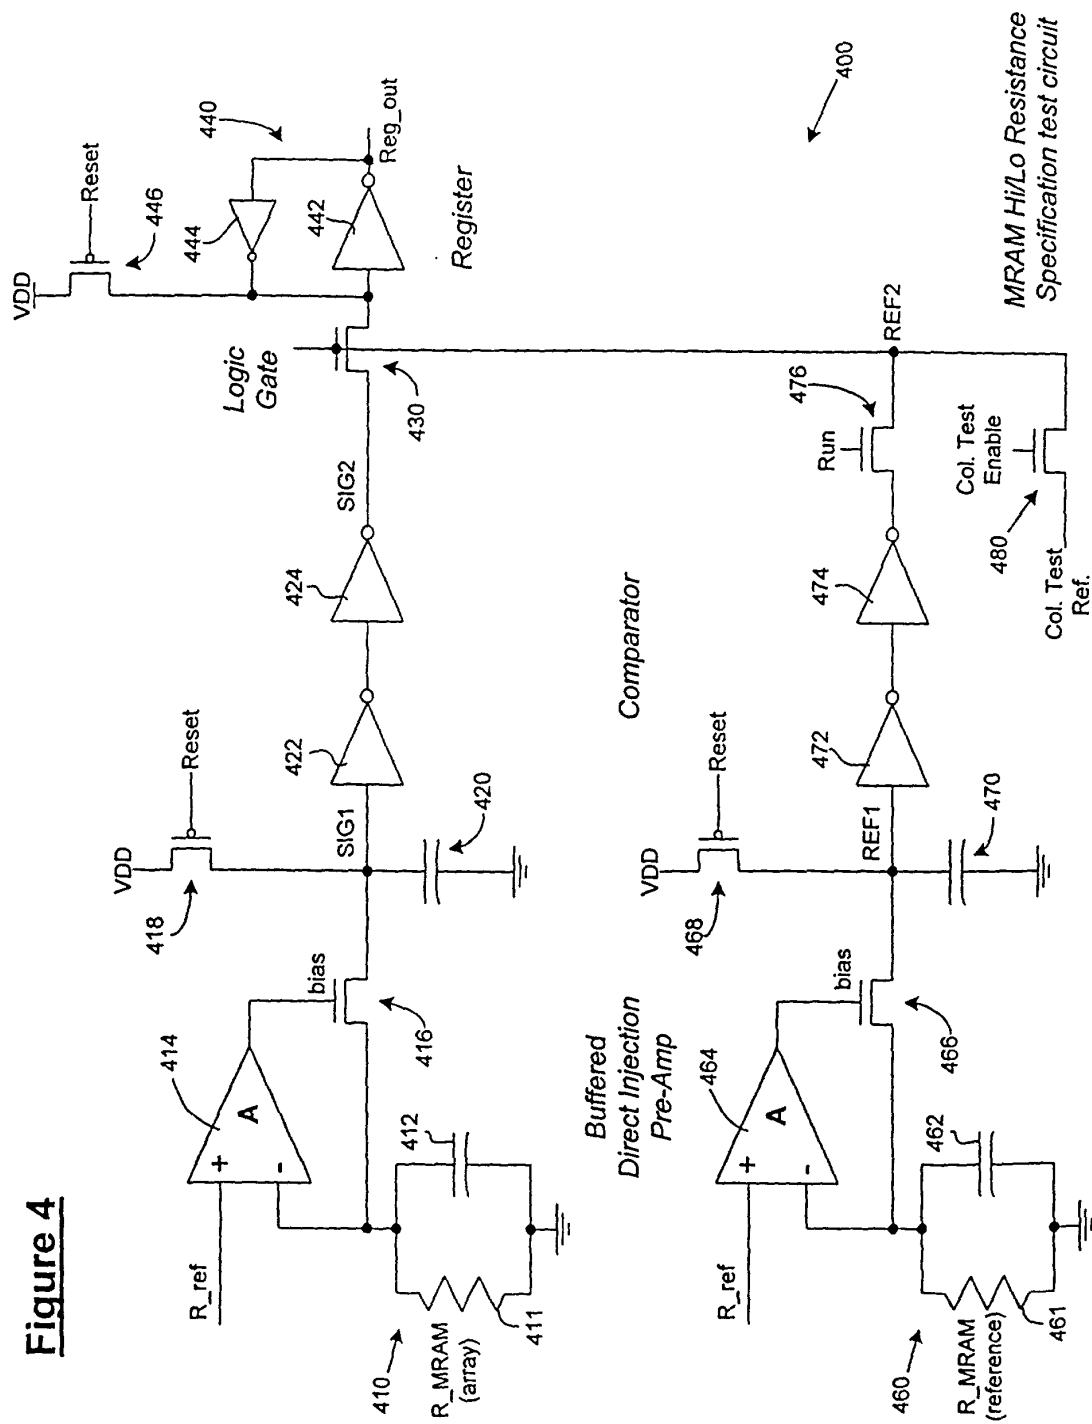 Figure 4
VDD
Reset
446
440
444
442
Reg_out
Register
Logic
Gate
430
VDD
Reset
418
414
A
+
-
R_ref
bias
416
SIG1
420
422
424
SIG2
412
410
R_MRAM
(array)
411
Buffered
Direct Injection
Pre-Amp
Comparator
VDD
Reset
468
464
A
+
-
R_ref
bias
466
REF1
470
472
474
Run
476
REF2
462
460
R_MRAM
(reference)
461
Col. Test
Enable
480
Col. Test
Ref.
400
MRAM Hi/Lo Resistance
Specification test circuit